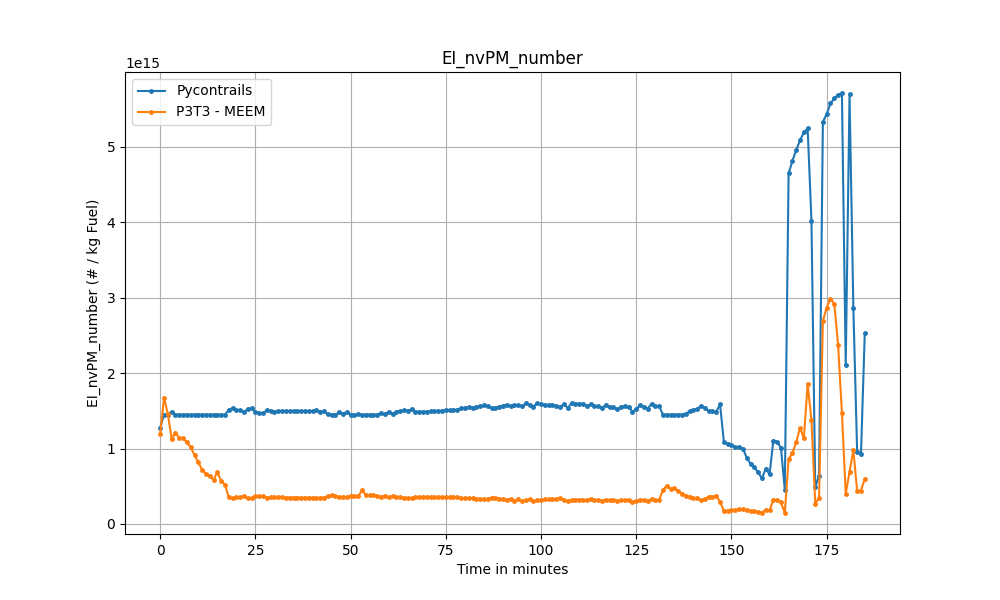 EI_nvPM_number
1e15
Pycontrails
P3T3 - MEEM
EI_nvPM_number (# / kg Fuel)
5
4
3
2
1
0
0 25 50 75 100 125 150 175
Time in minutes